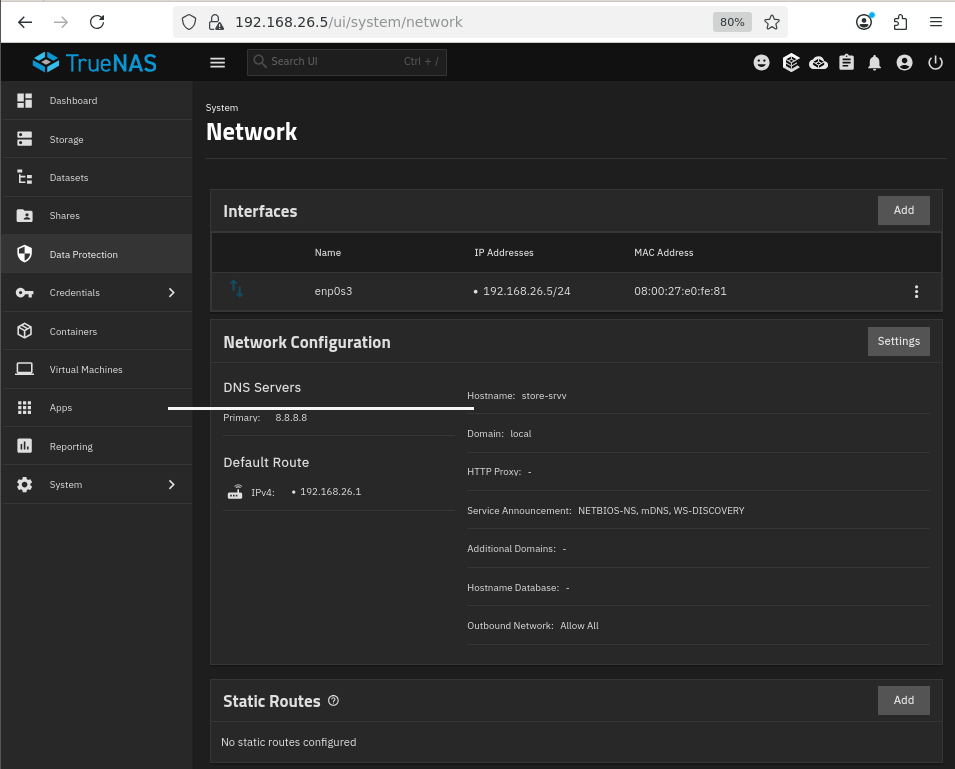 192.168.26.5/ui/system/network
80%
TrueNAS
Search UI
Ctrl + /
Dashboard
Storage
Datasets
Shares
Data Protection
Credentials
Containers
Virtual Machines
Apps
Reporting
System
System
Network
Interfaces
Add
Name IP Addresses MAC Address
enp0s3 • 192.168.26.5/24 08:00:27:e0:fe:81
Network Configuration
Settings
DNS Servers
Primary: 8.8.8.8
Default Route
IPv4: • 192.168.26.1
Hostname: store-srvv
Domain: local
HTTP Proxy: -
Service Announcement: NETBIOS-NS, mDNS, WS-DISCOVERY
Additional Domains: -
Hostname Database: -
Outbound Network: Allow All
Static Routes
Add
No static routes configured